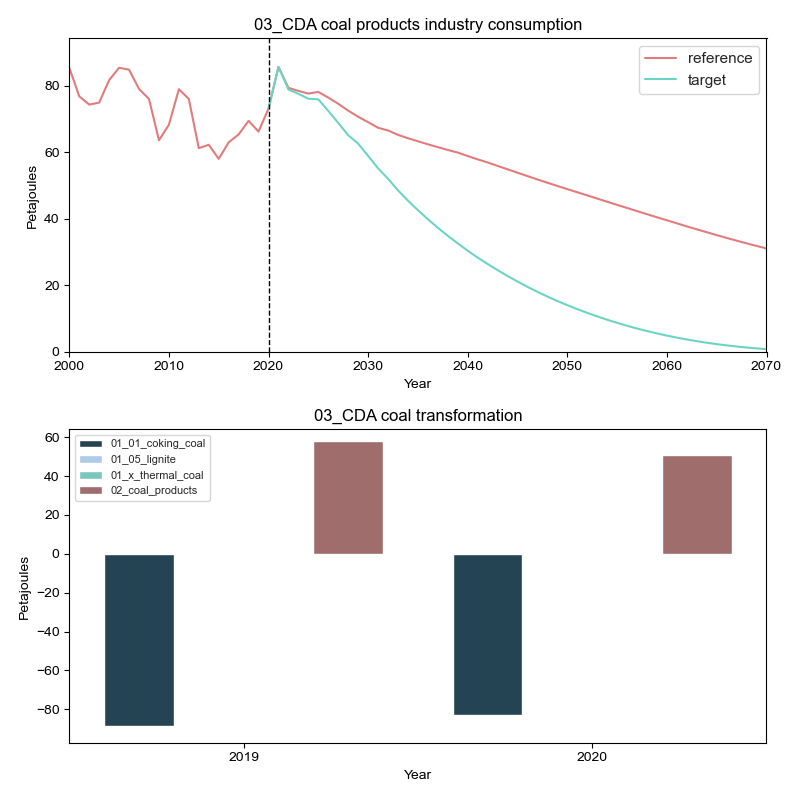 03_CDA coal products industry consumption
Petajoules
80
60
40
20
0
reference
target
2000 2010 2020 2030 2040 2050 2060 2070
Year
03_CDA coal transformation
Petajoules
60
40
20
0
−20
−40
−60
−80
01_01_coking_coal
01_05_lignite
01_x_thermal_coal
02_coal_products
2019 2020
Year